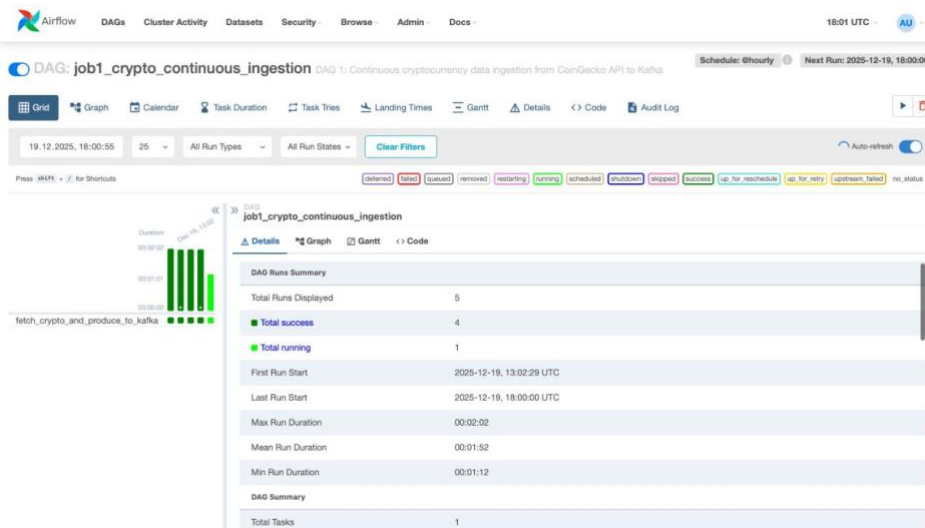 Airflow DAGs Cluster Activity Datasets Security Browse Admin Docs 18:01 UTC AU
DAG: job1_crypto_continuous_ingestion DAG 1: Continuous cryptocurrency data ingestion from CoinGecko API to Kafka Schedule: @hourly Next Run: 2025-12-19, 18:00:00
Grid Graph Calendar Task Duration Task Tries Landing Times Gantt Details Code Audit Log
19.12.2025, 18:00:55 25 All Run Types All Run States Clear Filters Auto-refresh
Press shift + / for Shortcuts deferred failed queued removed restarting running scheduled shutdown skipped success up_for_reschedule up_for_retry upstream_failed no_status
DAG
job1_crypto_continuous_ingestion
Duration Dec 19, 13:00
00:02:02
00:01:01
00:00:00
fetch_crypto_and_produce_to_kafka
Details Graph Gantt Code
DAG Runs Summary
Total Runs Displayed 5
Total success 4
Total running 1
First Run Start 2025-12-19, 13:02:29 UTC
Last Run Start 2025-12-19, 18:00:00 UTC
Max Run Duration 00:02:02
Mean Run Duration 00:01:52
Min Run Duration 00:01:12
DAG Summary
Total Tasks 1